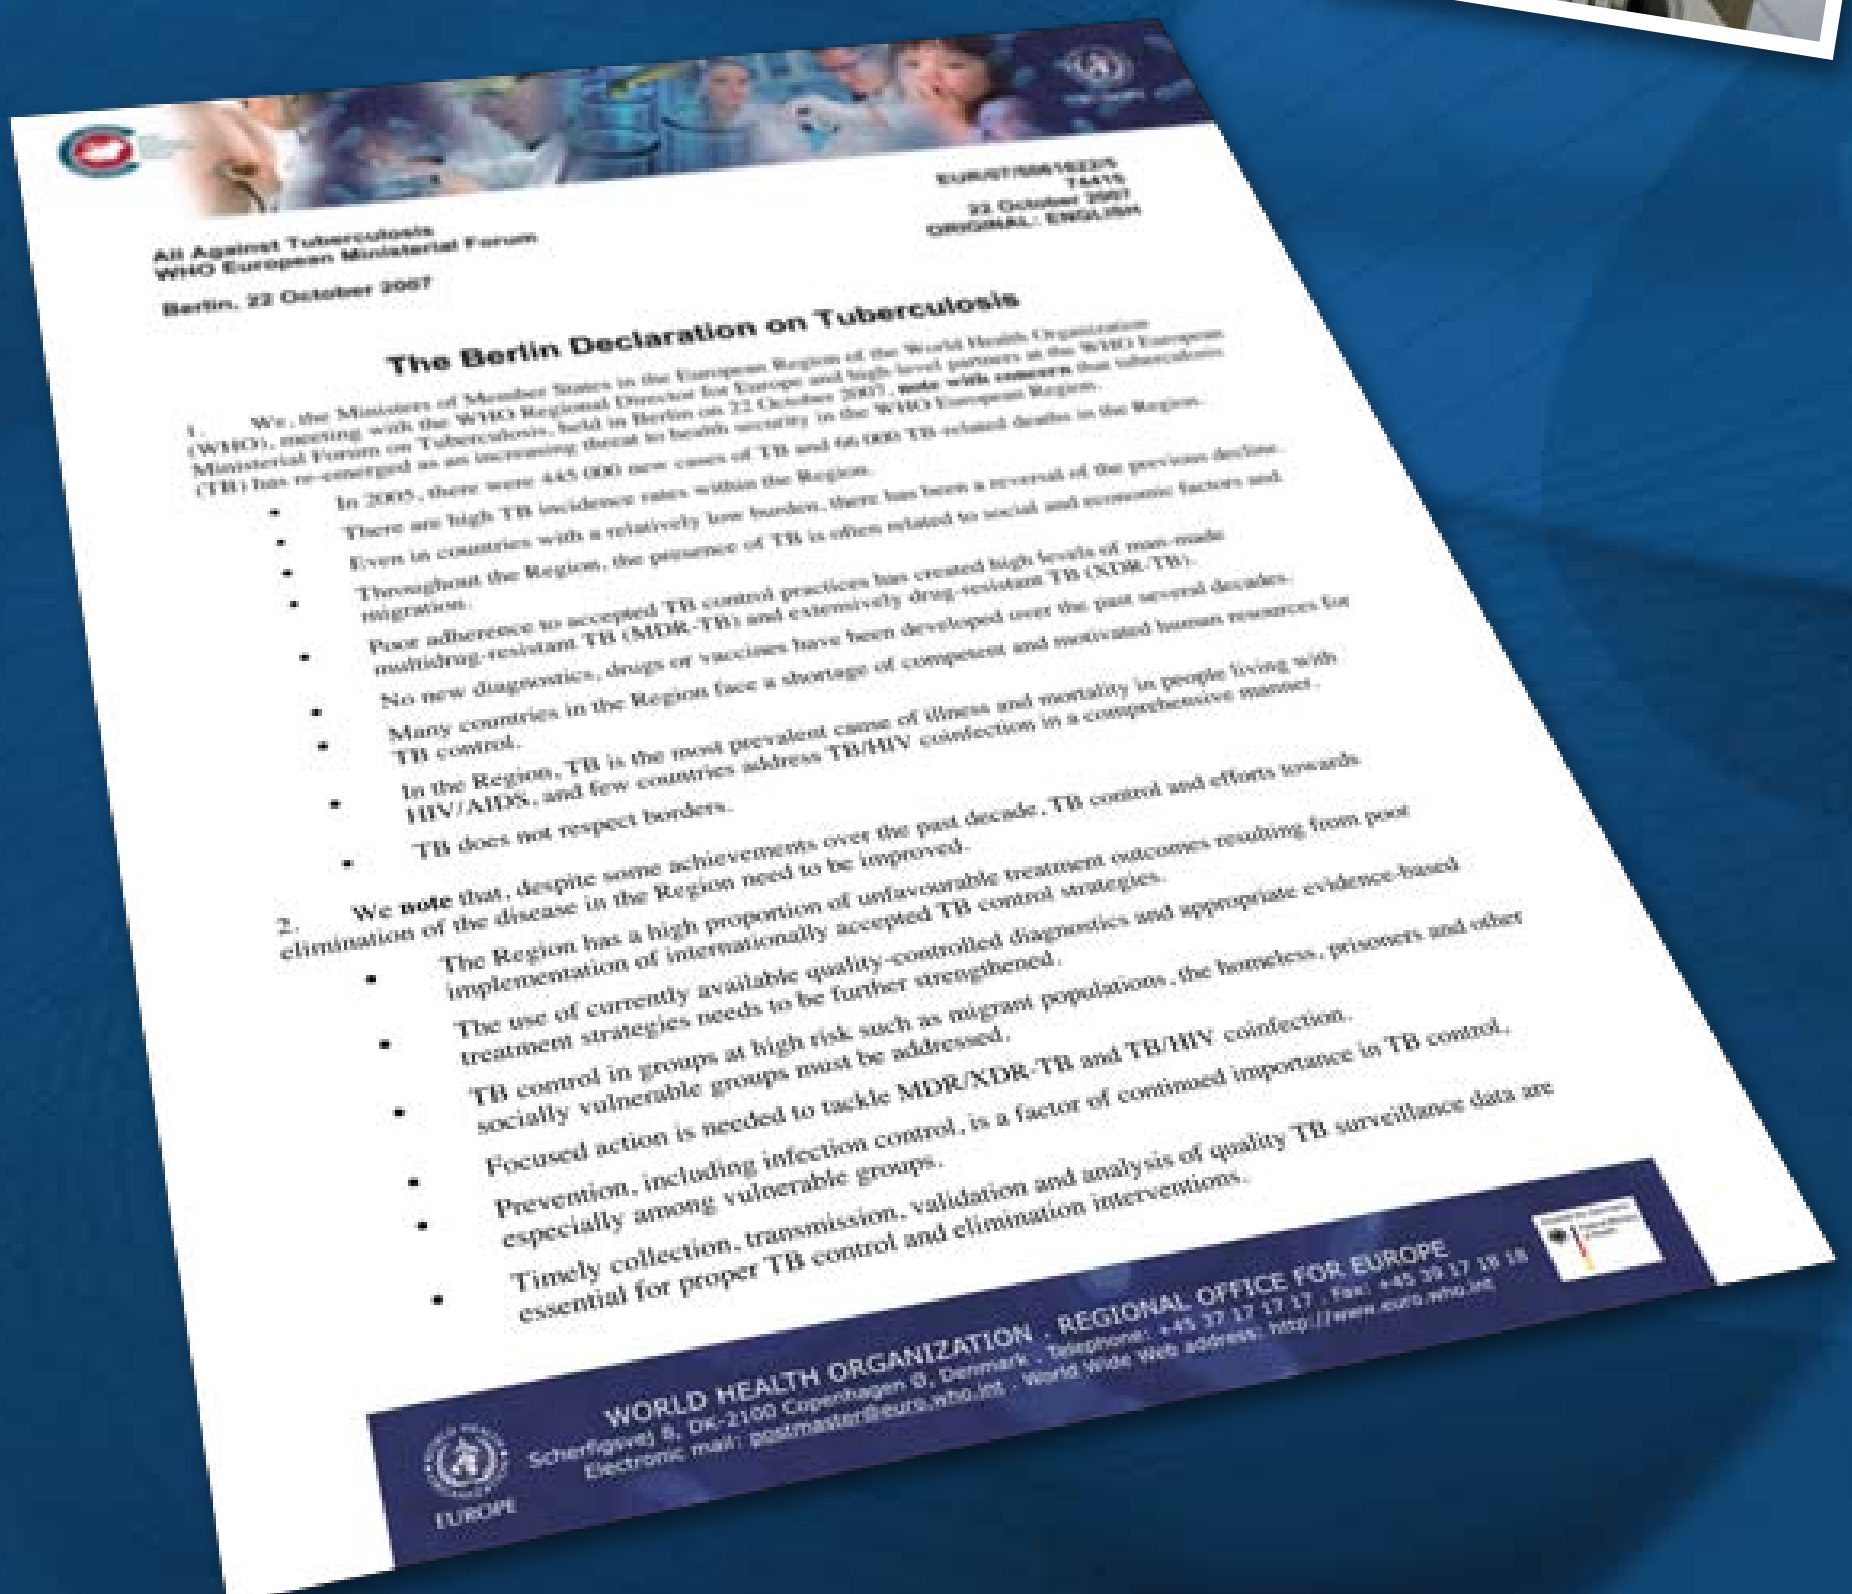 All Against Tuberculosis
WHO European Ministerial Forum
Berlin, 22 October 2007
74415
22 October 2007
ORIGINAL: ENGLISH
The Berlin Declaration on Tuberculosis
1. We, the Ministers of Member States in the European Region of the World Health Organization
(WHO), meeting with the WHO Regional Director for Europe and high-level partners at the WHO European
Ministerial Forum on Tuberculosis, held in Berlin on 22 October 2007, note with concern that tuberculosis
(TB) has re-emerged as an increasing threat to health security in the WHO European Region.
• In 2005, there were 445 000 new cases of TB and 66 000 TB-related deaths in the Region.
• There are high TB incidence rates within the Region.
• Even in countries with a relatively low burden, there has been a reversal of the previous decline.
• Throughout the Region, the presence of TB is often related to social and economic factors and
migration.
• Poor adherence to accepted TB control practices has created high levels of man-made
multidrug-resistant TB (MDR-TB) and extensively drug-resistant TB (XDR-TB).
• No new diagnostics, drugs or vaccines have been developed over the past several decades.
• Many countries in the Region face a shortage of competent and motivated human resources for
TB control.
• In the Region, TB is the most prevalent cause of illness and mortality in people living with
HIV/AIDS, and few countries address TB/HIV coinfection in a comprehensive manner.
• TB does not respect borders.
2. We note that, despite some achievements over the past decade, TB control and efforts towards
elimination of the disease in the Region need to be improved.
• The Region has a high proportion of unfavourable treatment outcomes resulting from poor
implementation of internationally accepted TB control strategies.
• The use of currently available quality-controlled diagnostics and appropriate evidence-based
treatment strategies needs to be further strengthened.
• TB control in groups at high risk such as migrant populations, the homeless, prisoners and other
socially vulnerable groups must be addressed.
• Focused action is needed to tackle MDR/XDR-TB and TB/HIV coinfection.
• Prevention, including infection control, is a factor of continued importance in TB control,
especially among vulnerable groups.
• Timely collection, transmission, validation and analysis of quality TB surveillance data are
essential for proper TB control and elimination interventions.
WORLD HEALTH ORGANIZATION . REGIONAL OFFICE FOR EUROPE
Scherfigsvej 8, DK-2100 Copenhagen Ø, Denmark . Telephone: +45 37 17 17 17 . Fax: +45 39 17 18 18
Electronic mail: postmaster@euro.who.int . World Wide Web address: http://www.euro.who.int
EUROPE